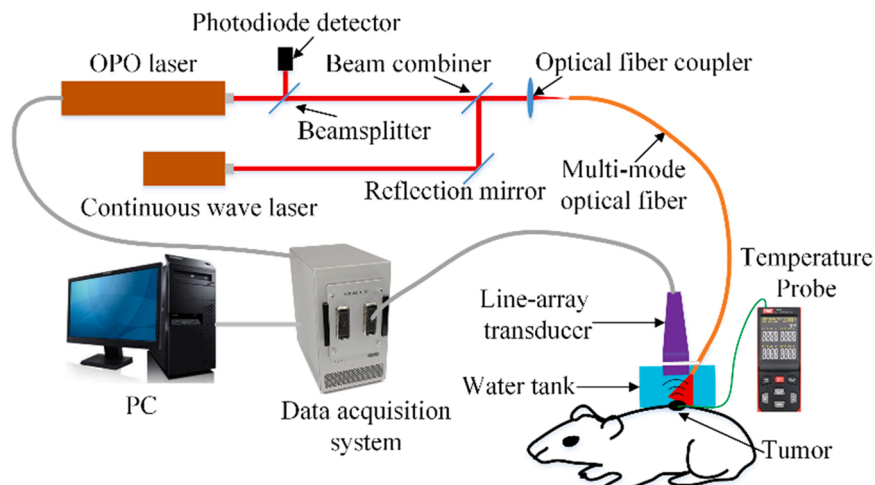 Photodiode detector
OPO laser
Beam combiner
Optical fiber coupler
Beamsplitter
Multi-mode
optical fiber
Reflection mirror
Continuous wave laser
Temperature
Probe
Line-array
transducer
Water tank
PC
Data acquisition
system
Tumor